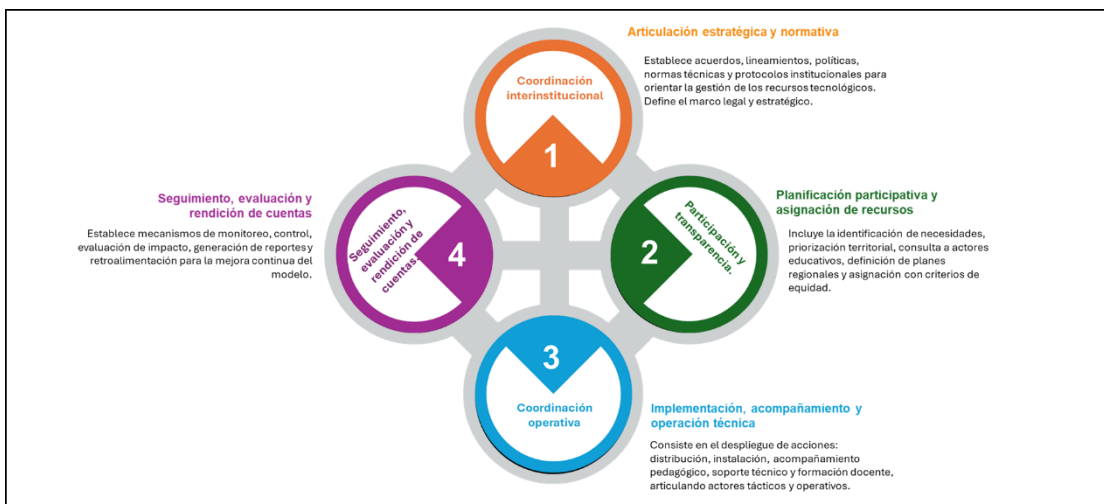 Articulación estratégica y normativa
Establece acuerdos, lineamientos, políticas,
normas técnicas y protocolos institucionales para
orientar la gestión de los recursos tecnológicos.
Define el marco legal y estratégico.
Coordinación
interinstitucional
1
Planificación participativa y
asignación de recursos
Incluye la identificación de necesidades,
priorización territorial, consulta a actores
educativos, definición de planes
regionales y asignación con criterios de
equidad.
Participación y
transparencia.
2
Implementación, acompañamiento y
operación técnica
Consiste en el despliegue de acciones:
distribución, instalación, acompañamiento
pedagógico, soporte técnico y formación docente,
articulando actores tácticos y operativos.
3
Coordinación
operativa
Seguimiento, evaluación y
rendición de cuentas
Establece mecanismos de monitoreo, control,
evaluación de impacto, generación de reportes y
retroalimentación para la mejora continua del
modelo.
Seguimiento,
evaluación y
rendición de
cuentas.
4